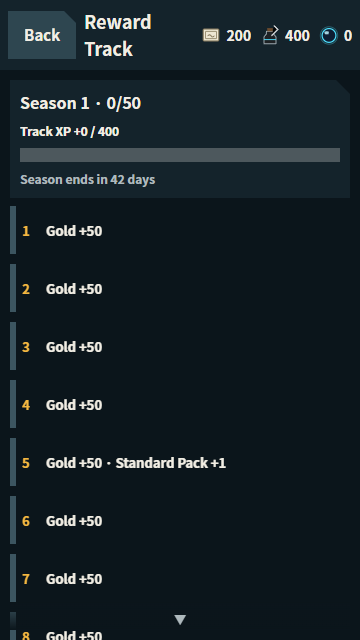 Back
Reward
Track
200
400
0
Season 1 · 0/50
Track XP +0 / 400
Season ends in 42 days
1 Gold +50
2 Gold +50
3 Gold +50
4 Gold +50
5 Gold +50 · Standard Pack +1
6 Gold +50
7 Gold +50
8 Gold +50